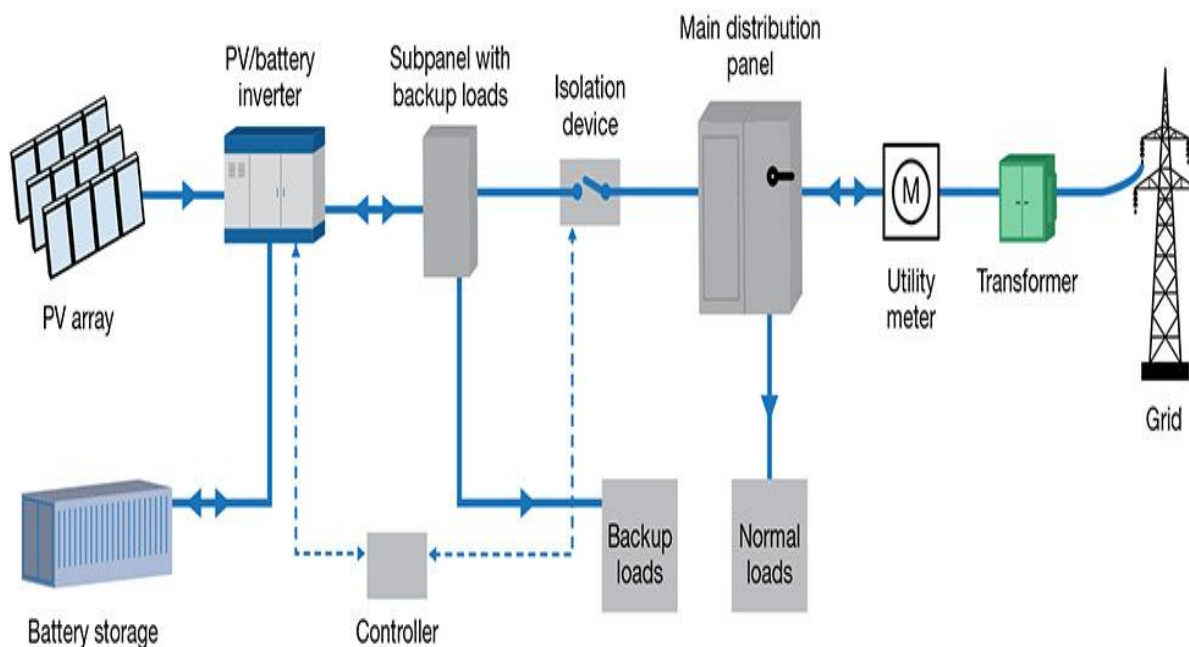 PV/battery
inverter
Subpanel with
backup loads
Isolation
device
Main distribution
panel
M
PV array
Utility
meter
Transformer
Grid
Backup
loads
Normal
loads
Battery storage
Controller